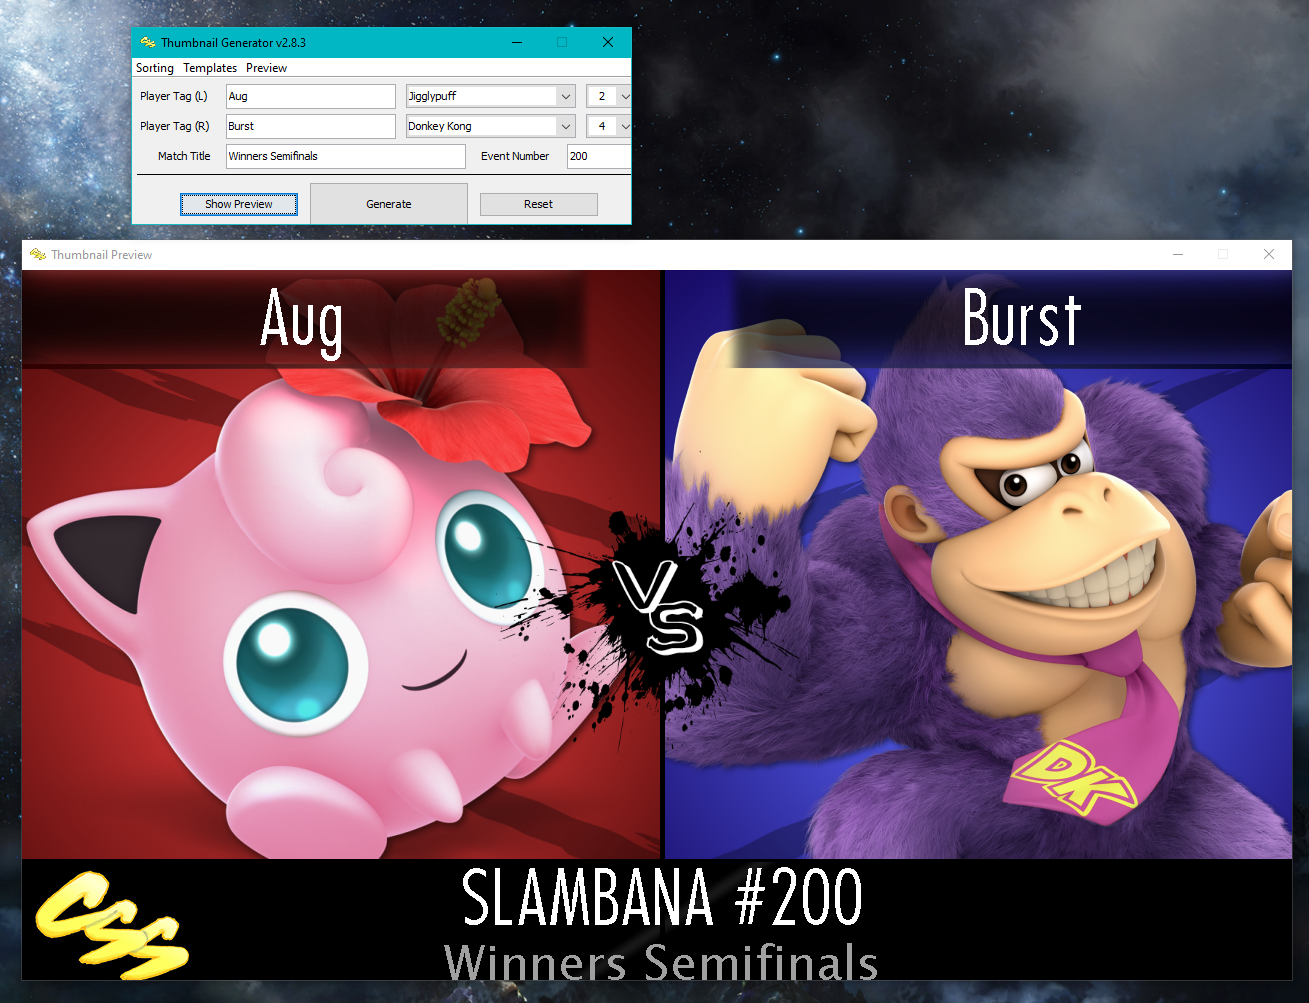 Thumbnail Generator v2.8.3
Sorting Templates Preview
Player Tag (L) Aug Jigglypuff 2
Player Tag (R) Burst Donkey Kong 4
Match Title Winners Semifinals Event Number 200
Show Preview Generate Reset
Thumbnail Preview
Aug Burst
VS
DK
CSS
SLAMBANA #200
Winners Semifinals